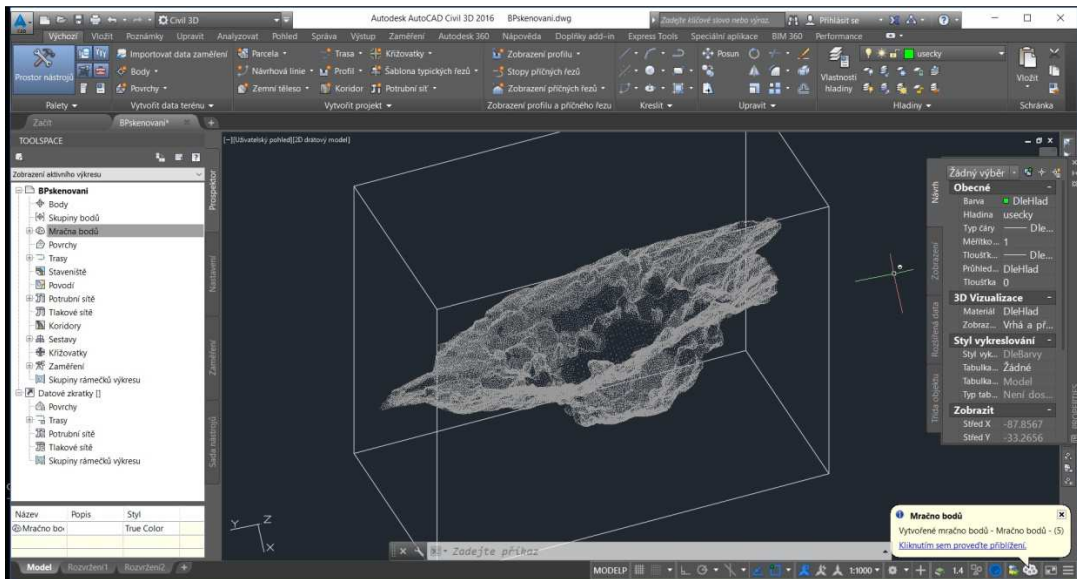 Civil 3D
Autodesk AutoCAD Civil 3D 2016 BPskenovani.dwg
Zadejte klíčové slovo nebo výraz.
Přihlásit se
Výchozí Vložit Poznámky Upravit Analyzovat Pohled Správa Výstup Zaměření Autodesk 360 Nápověda Doplňky add-in Express Tools Speciální aplikace BIM 360 Performance
Prostor nástrojů
Importovat data zaměření
Body
Povrchy
Parcela
Návrhová linie
Zemní těleso
Trasa
Profil
Koridor
Křižovatky
Šablona typických řezů
Potrubní síť
Zobrazení profilu
Stopy příčných řezů
Zobrazení příčných řezů
Posun
Vlastnosti hladiny
usecky
Vložit
Palety
Vytvořit data terénu
Vytvořit projekt
Zobrazení profilu a příčného řezu
Kreslit
Upravit
Hladiny
Schránka
Začít
BPskenovani*
TOOLSPACE
Zobrazení aktivního výkresu
BPskenovani
Body
Skupiny bodů
Mračna bodů
Povrchy
Trasy
Staveniště
Povodí
Potrubní sítě
Tlakové sítě
Koridory
Sestavy
Křižovatky
Zaměření
Skupiny rámečků výkresu
Datové zkratky []
Povrchy
Trasy
Potrubní sítě
Tlakové sítě
Skupiny rámečků výkresu
Prospektor
Nastavení
Zaměření
Sada nástrojů
Název Popis Styl
Mračno bo True Color
[−][Uživatelský pohled][2D drátový model]
Y Z
X
Zadejte příkaz
Žádný výběr
Návrh
Zobrazení
Rozšířená data
Třída objektu
PROPERTIES
Obecné
Barva DleHlad
Hladina usecky
Typ čáry Dle...
Měřítko... 1
Tloušťk... Dle...
Průhled... DleHlad
Tloušťka 0
3D Vizualizace
Materiál DleHlad
Zobraz... Vrhá a př...
Styl vykreslování
Styl vyk... DleBarvy
Tabulka... Žádné
Tabulka... Model
Typ tab... Není dos...
Zobrazit
Střed X -87.8567
Střed Y -33.2656
Mračno bodů
Vytvořené mračno bodů - Mračno bodů - (5)
Kliknutím sem proveďte přiblížení.
Model Rozvržení1 Rozvržení2
MODELP 1:1000 1.4